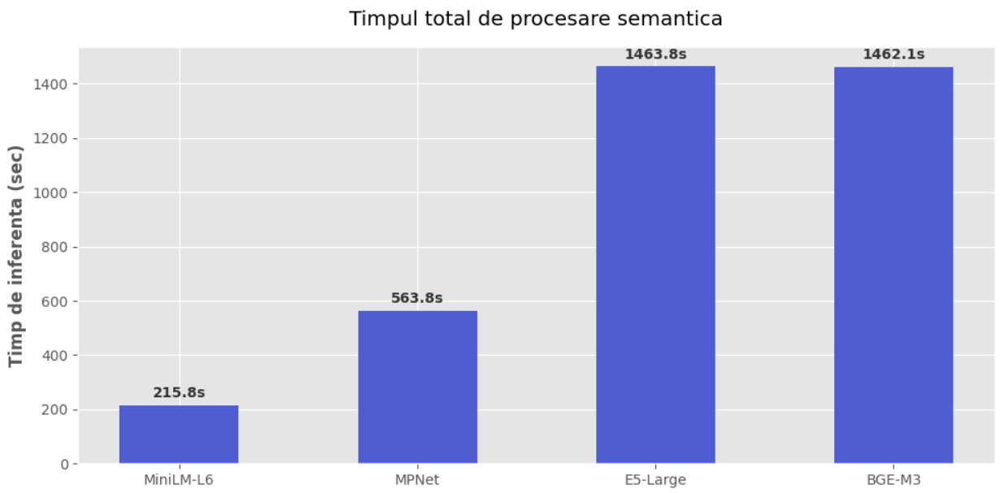 Timpul total de procesare semantica
Timp de inferenta (sec)
1400
1200
1000
800
600
400
200
0
215.8s
563.8s
1463.8s
1462.1s
MiniLM-L6
MPNet
E5-Large
BGE-M3